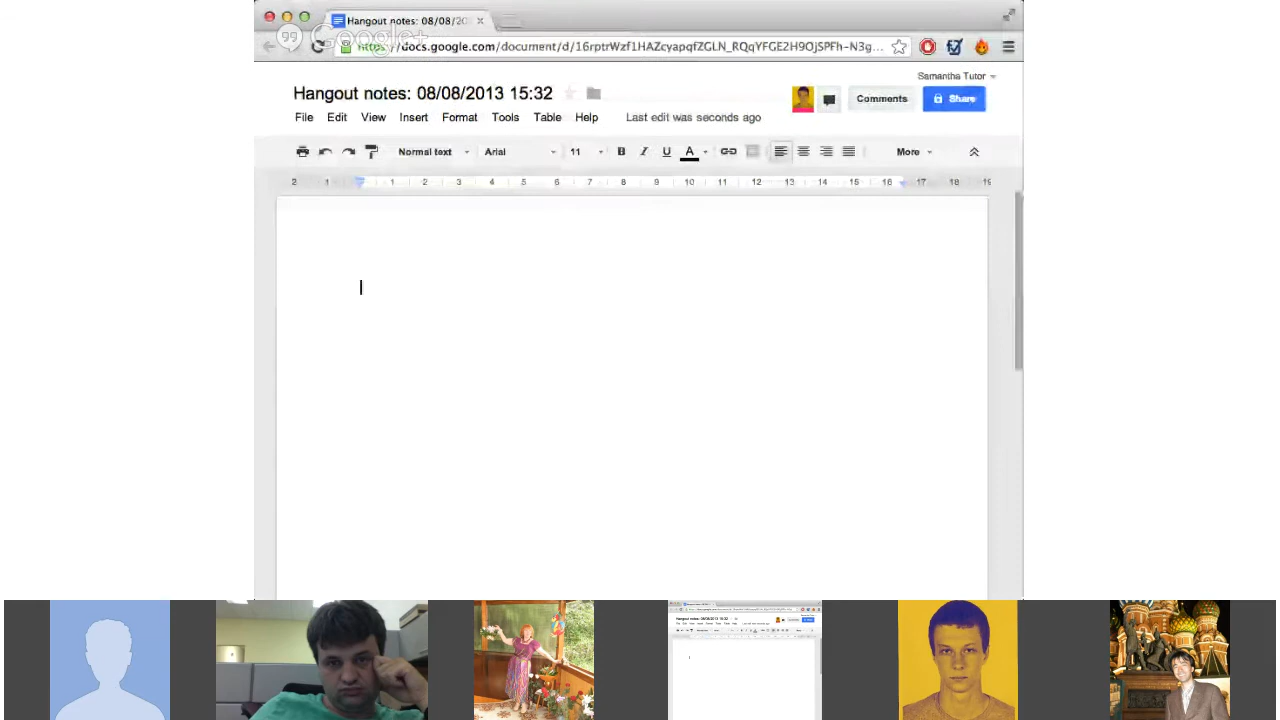 Hangout notes: 08/08/20
Google+
https://docs.google.com/document/d/16rptrWzf1HAZcyapqfZGLN_RQqYFGE2H9OjSPFh-N3g...
Samantha Tutor
Hangout notes: 08/08/2013 15:32
Comments
Share
File Edit View Insert Format Tools Table Help Last edit was seconds ago
Normal text Arial 11 B I U A More
2 1 1 2 3 4 5 6 7 8 9 10 11 12 13 14 15 16 17 18 19